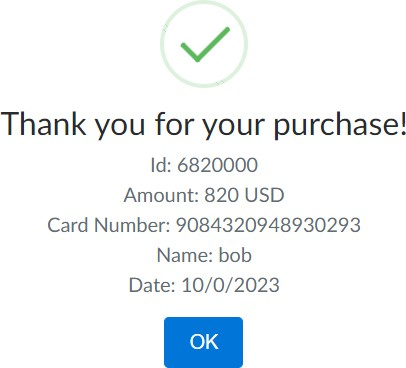 Thank you for your purchase!
Id: 6820000
Amount: 820 USD
Card Number: 9084320948930293
Name: bob
Date: 10/0/2023
OK